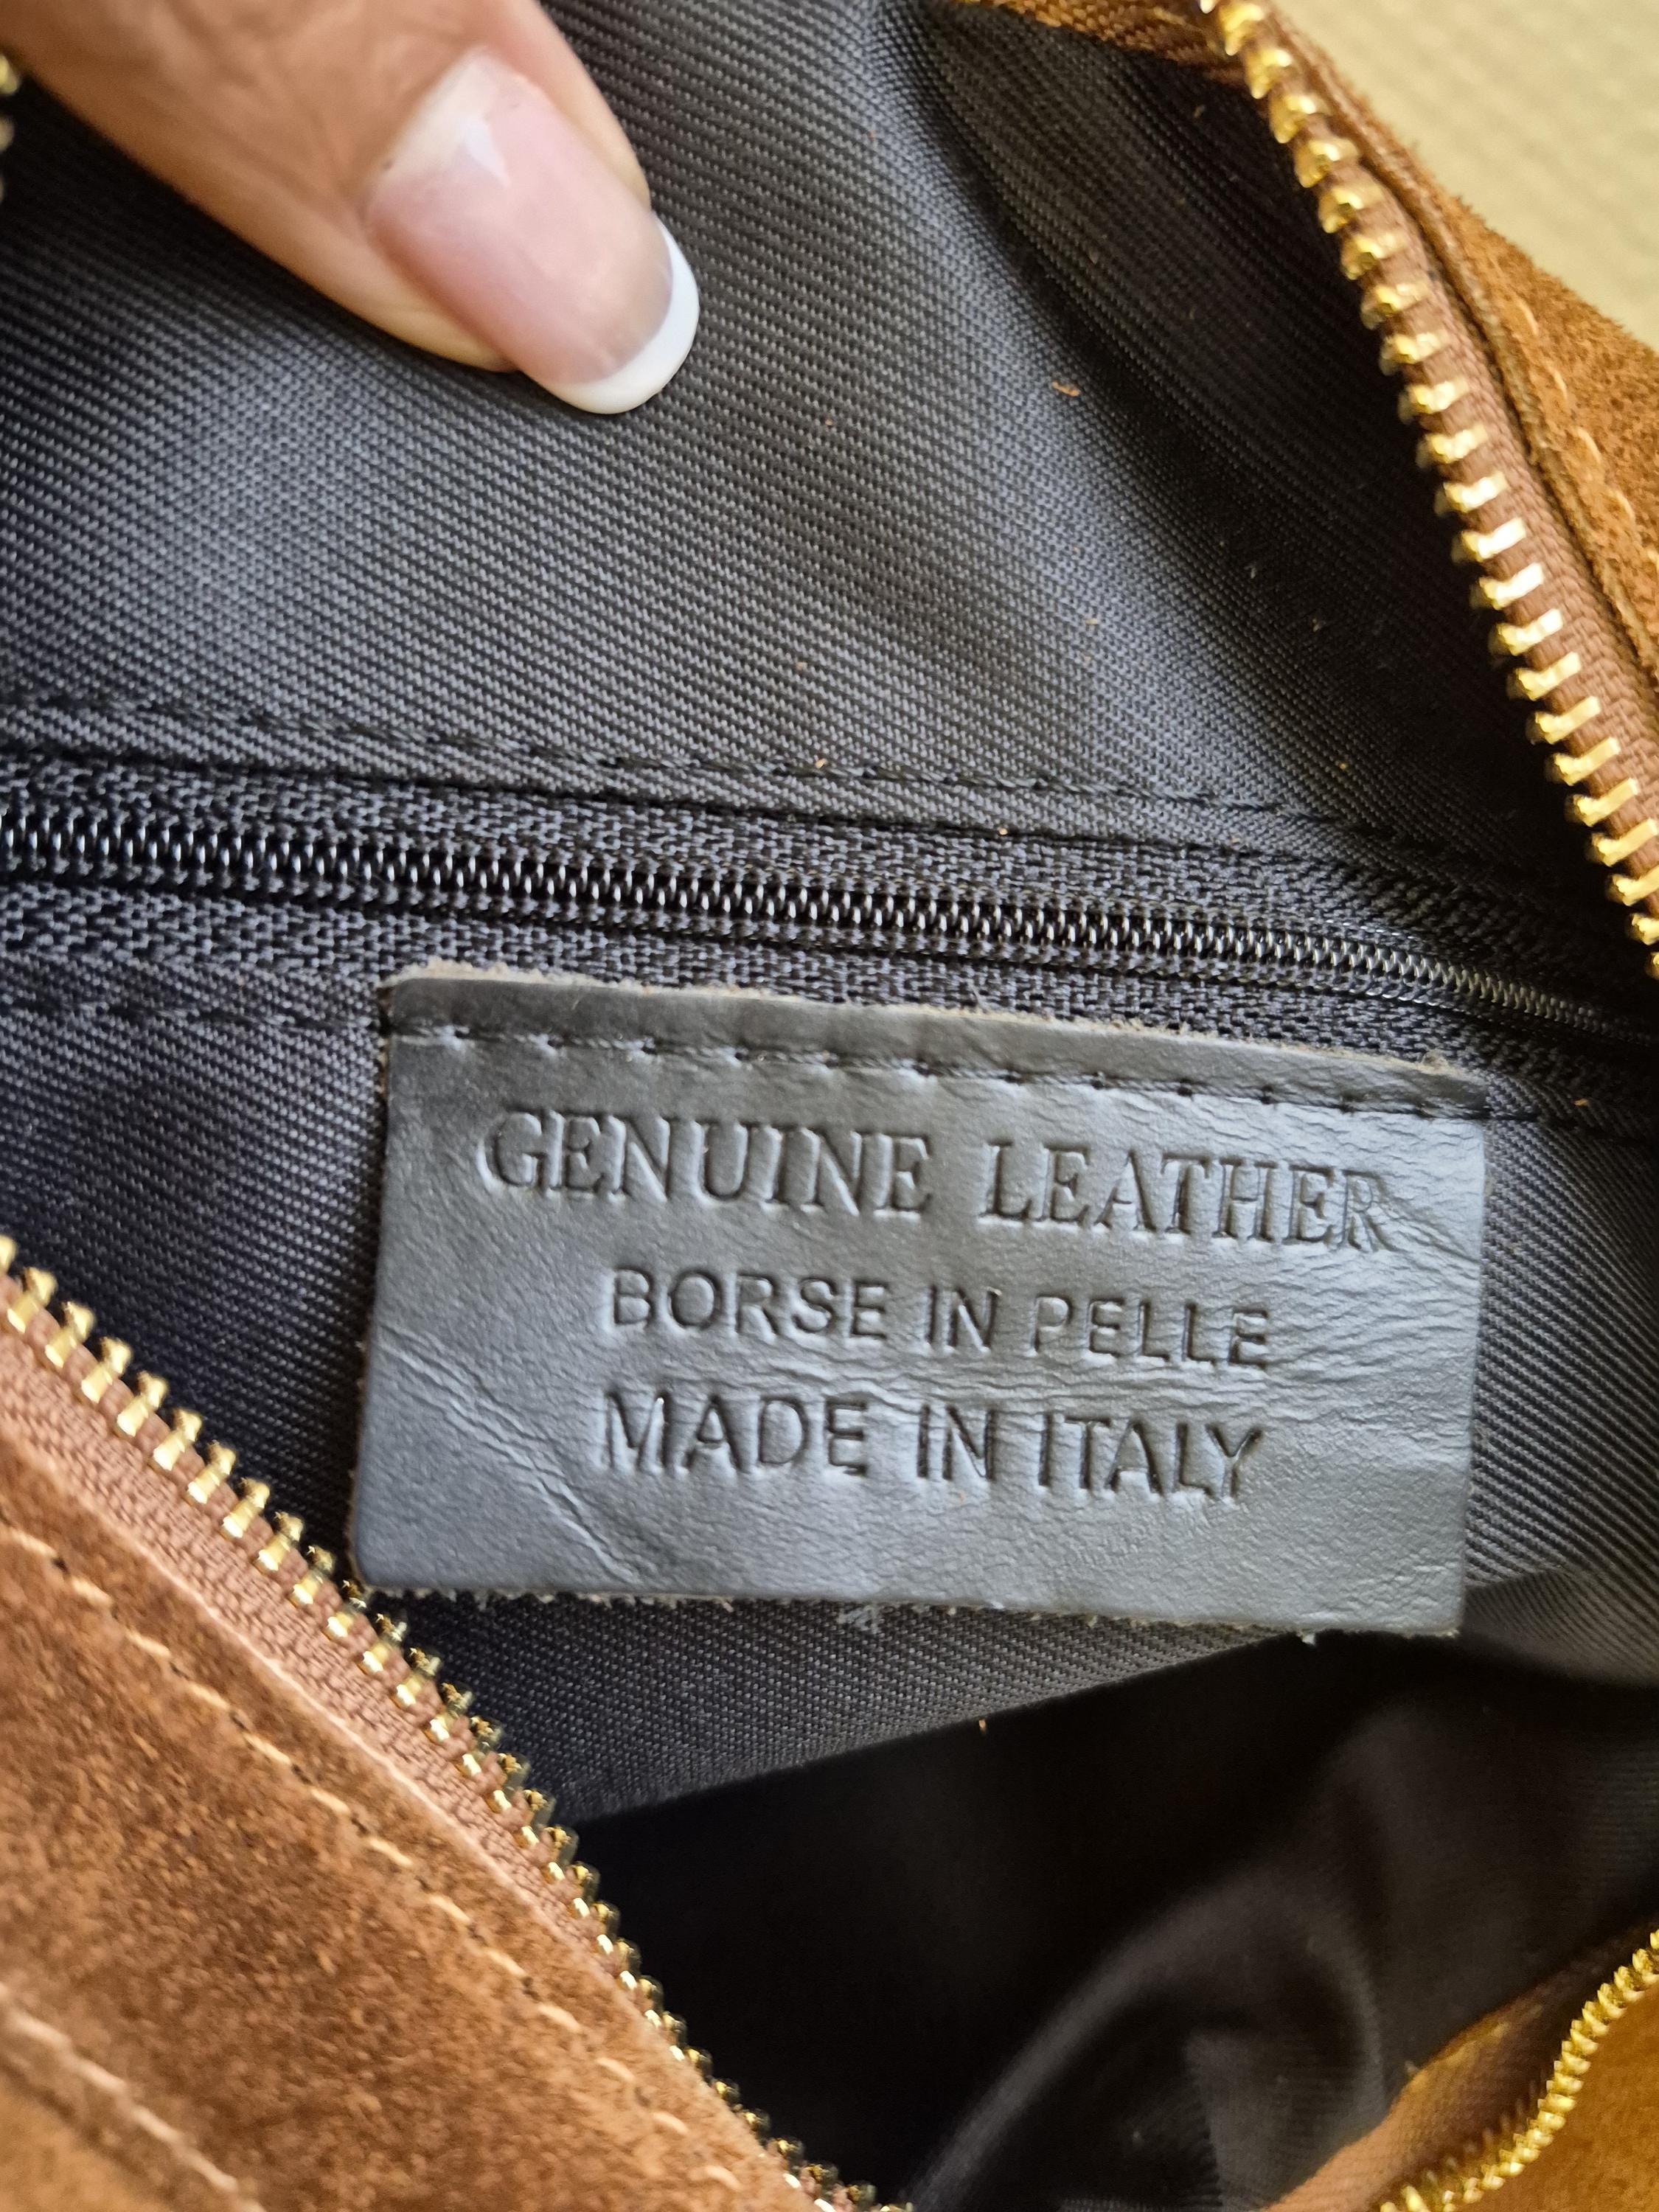 GENUINE LEATHER
BORSE IN PELLE
MADE IN ITALY